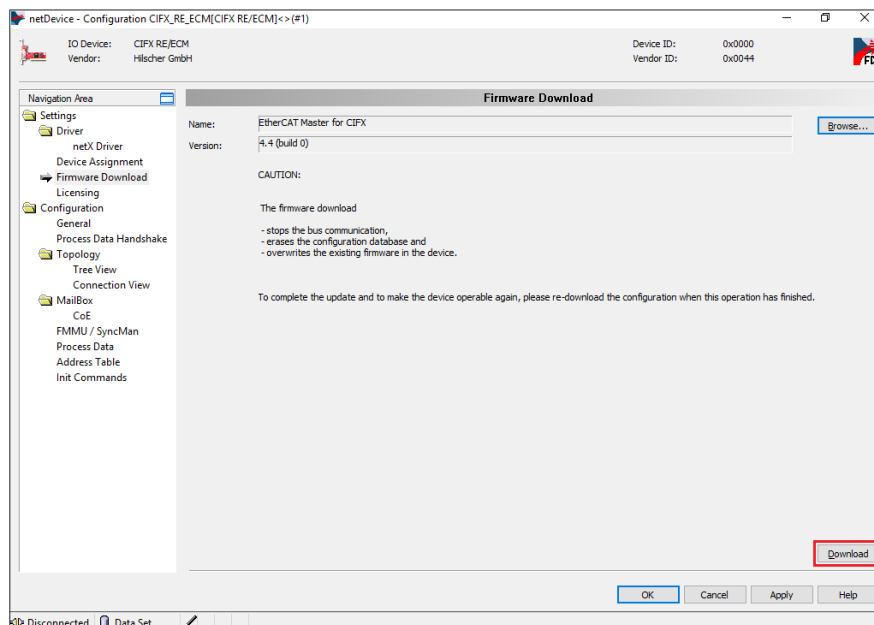 netDevice - Configuration CIFX_RE_ECM[CIFX RE/ECM]<>(#1)
IO Device: CIFX RE/ECM Device ID: 0x0000
Vendor: Hilscher GmbH Vendor ID: 0x0044
Navigation Area
Firmware Download
Settings
Driver
netX Driver
Device Assignment
Firmware Download
Licensing
Configuration
General
Process Data Handshake
Topology
Tree View
Connection View
MailBox
CoE
FMMU / SyncMan
Process Data
Address Table
Init Commands
Name: EtherCAT Master for CIFX Browse...
Version: 4.4 (build 0)
CAUTION:
The firmware download
- stops the bus communication,
- erases the configuration database and
- overwrites the existing firmware in the device.
To complete the update and to make the device operable again, please re-download the configuration when this operation has finished.
Download
OK Cancel Apply Help
Disconnected Data Set